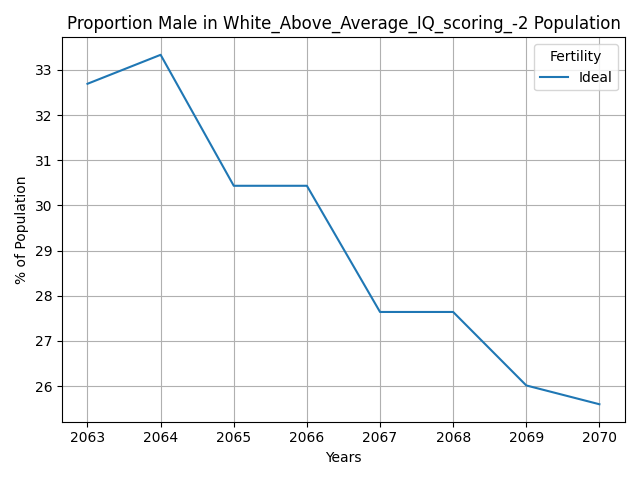 Proportion Male in White_Above_Average_IQ_scoring_-2 Population
Fertility
Ideal
33
32
31
30
29
28
27
26
% of Population
2063 2064 2065 2066 2067 2068 2069 2070
Years